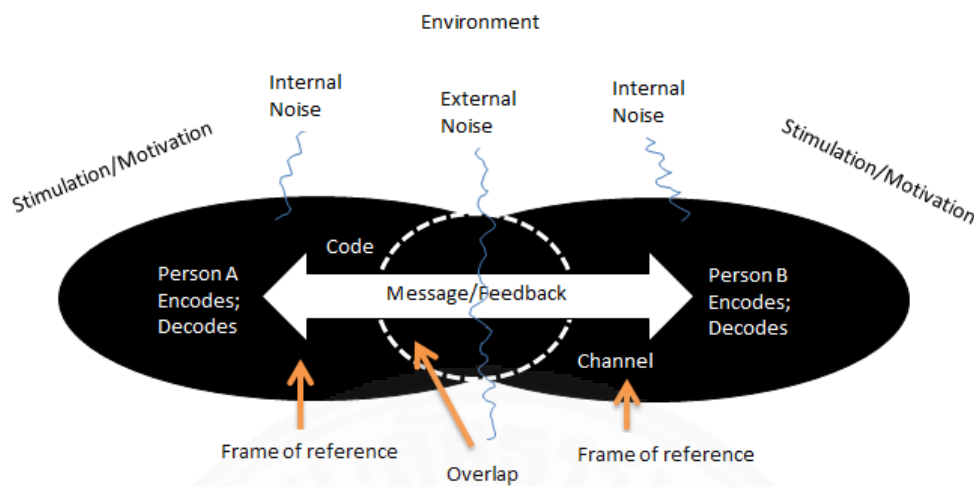 Environment
Internal
Noise
External
Noise
Internal
Noise
Stimulation/Motivation
Stimulation/Motivation
Code
Person A
Encodes;
Decodes
Message/Feedback
Person B
Encodes;
Decodes
Channel
Frame of reference
Overlap
Frame of reference